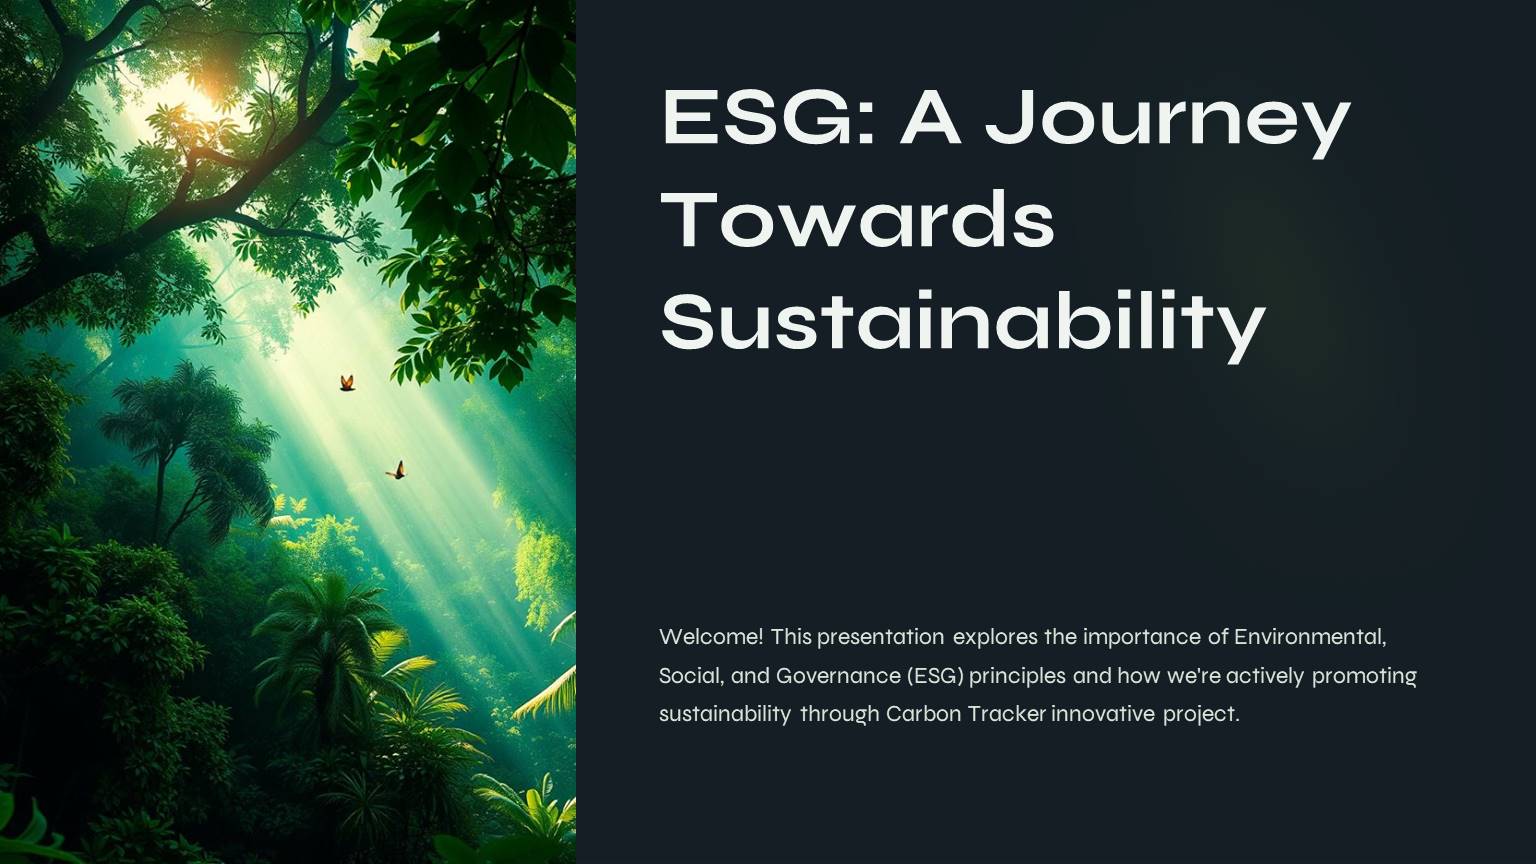 ESG: A Journey
Towards
Sustainability
Welcome! This presentation explores the importance of Environmental,
Social, and Governance (ESG) principles and how we're actively promoting
sustainability through Carbon Tracker innovative project.